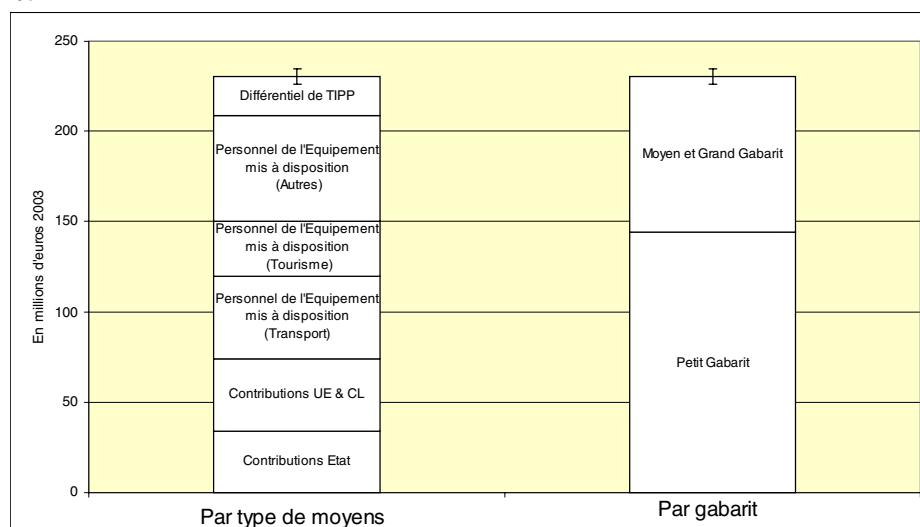 250
200
150
100
50
0
En millions d'euros 2003
Différentiel de TIPP
Personnel de l'Equipement
mis à disposition
(Autres)
Personnel de l'Equipement
mis à disposition
(Tourisme)
Personnel de l'Equipement
mis à disposition
(Transport)
Contributions UE & CL
Contributions Etat
Moyen et Grand Gabarit
Petit Gabarit
Par type de moyens
Par gabarit